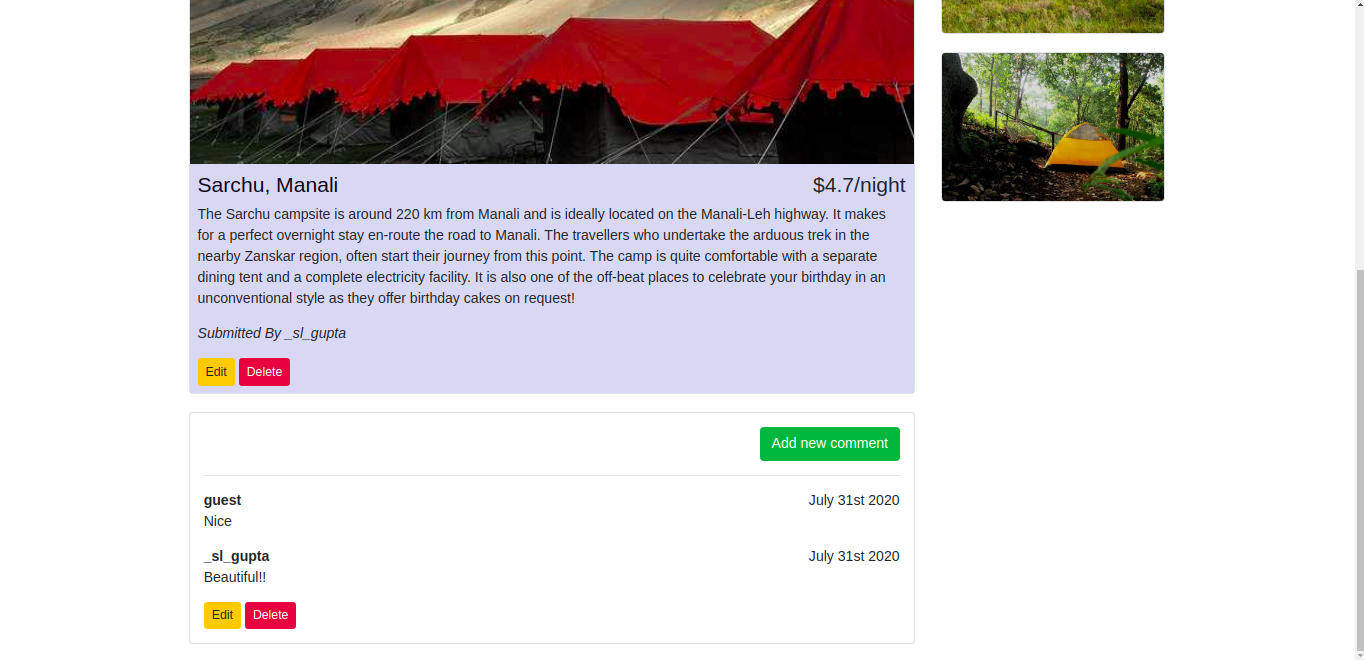 Sarchu, Manali
$4.7/night
The Sarchu campsite is around 220 km from Manali and is ideally located on the Manali-Leh highway. It makes
for a perfect overnight stay en-route the road to Manali. The travellers who undertake the arduous trek in the
nearby Zanskar region, often start their journey from this point. The camp is quite comfortable with a separate
dining tent and a complete electricity facility. It is also one of the off-beat places to celebrate your birthday in an
unconventional style as they offer birthday cakes on request!
Submitted By _sl_gupta
Edit Delete
Add new comment
guest
July 31st 2020
Nice
_sl_gupta
July 31st 2020
Beautiful!!
Edit Delete